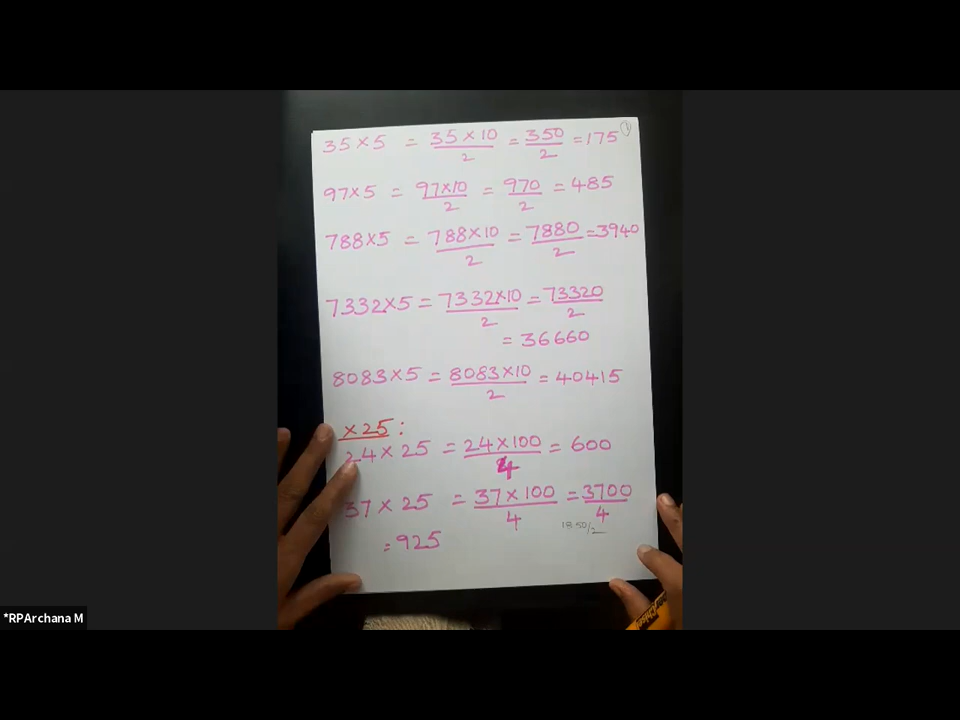 35×5 = 35×10/2 = 350/2 = 175
97×5 = 97×10/2 = 970/2 = 485
788×5 = 788×10/2 = 7880/2 = 3940
7332×5 = 7332×10/2 = 73320/2
= 36660
8083×5 = 8083×10/2 = 40415
×25 :
24×25 = 24×100/4 = 600
37×25 = 37×100/4 = 3700/4
1850/2
= 925
*RPArchana M